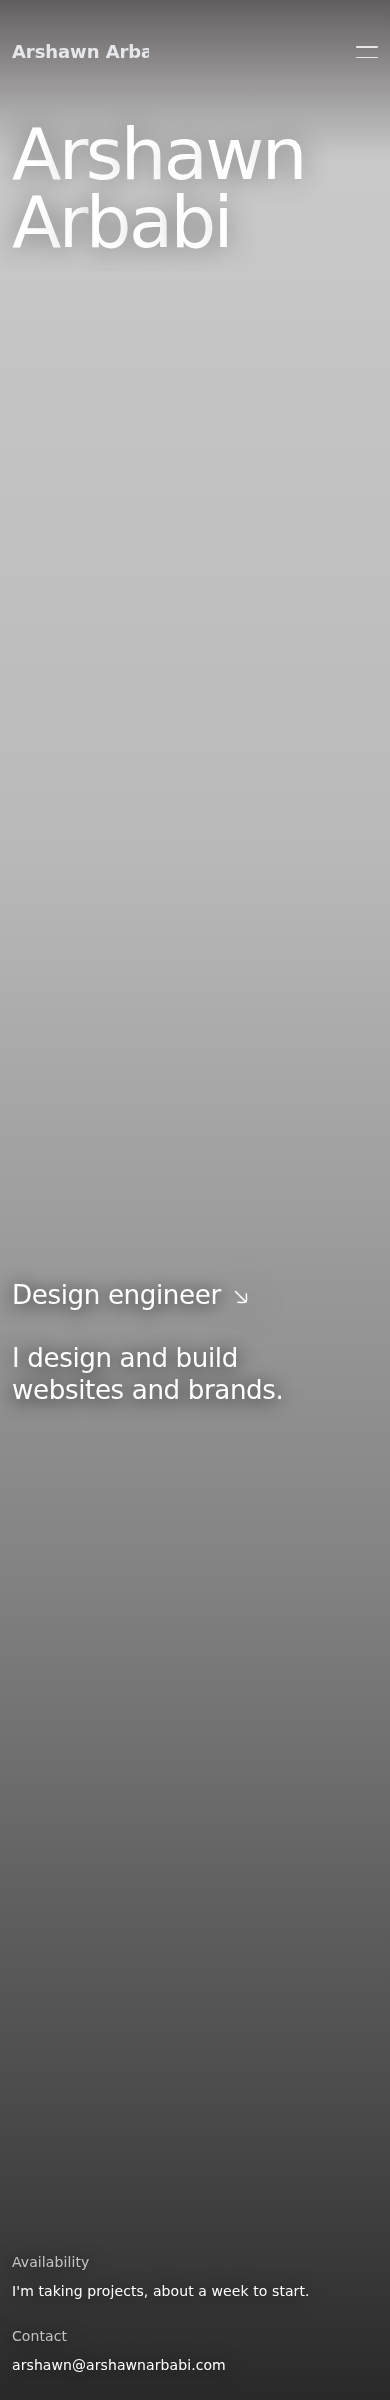 Arshawn Arba
Arshawn
Arbabi
Design engineer ↘
I design and build
websites and brands.
Availability
I'm taking projects, about a week to start.
Contact
arshawn@arshawnarbabi.com